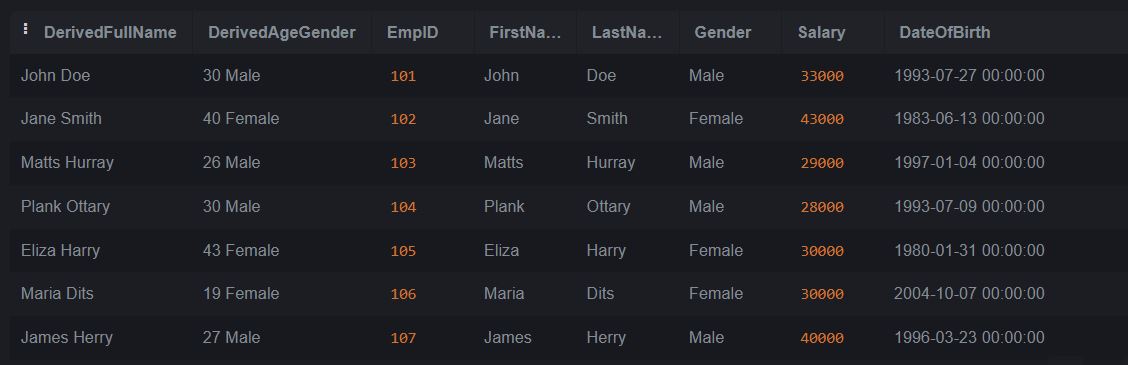 DerivedFullName DerivedAgeGender EmpID FirstNa... LastNa... Gender Salary DateOfBirth
John Doe 30 Male 101 John Doe Male 33000 1993-07-27 00:00:00
Jane Smith 40 Female 102 Jane Smith Female 43000 1983-06-13 00:00:00
Matts Hurray 26 Male 103 Matts Hurray Male 29000 1997-01-04 00:00:00
Plank Ottary 30 Male 104 Plank Ottary Male 28000 1993-07-09 00:00:00
Eliza Harry 43 Female 105 Eliza Harry Female 30000 1980-01-31 00:00:00
Maria Dits 19 Female 106 Maria Dits Female 30000 2004-10-07 00:00:00
James Herry 27 Male 107 James Herry Male 40000 1996-03-23 00:00:00